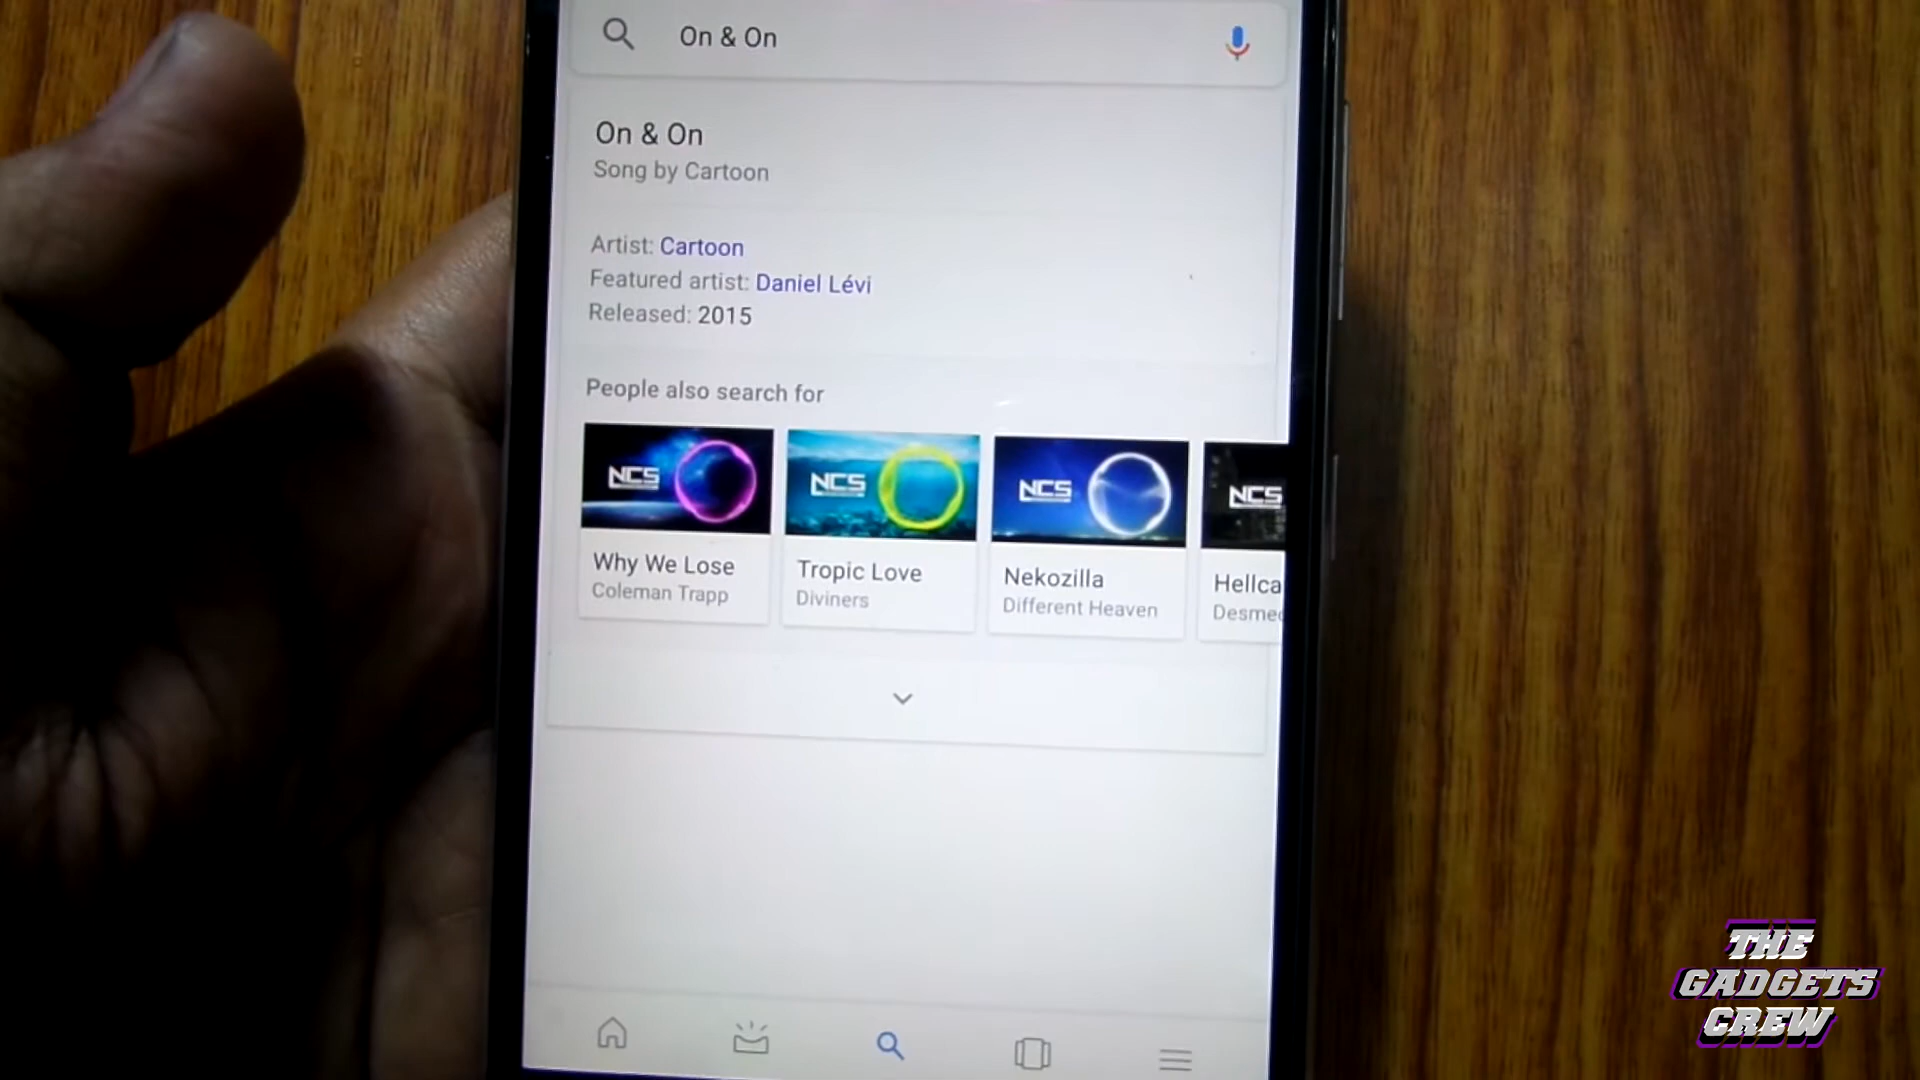 On & On
On & On
Song by Cartoon
Artist: Cartoon
Featured artist: Daniel Lévi
Released: 2015
People also search for
NCS
NCS
NCS
NCS
Why We Lose
Coleman Trapp
Tropic Love
Diviners
Nekozilla
Different Heaven
Hellca
Desmed
THE
GADGETS
CREW